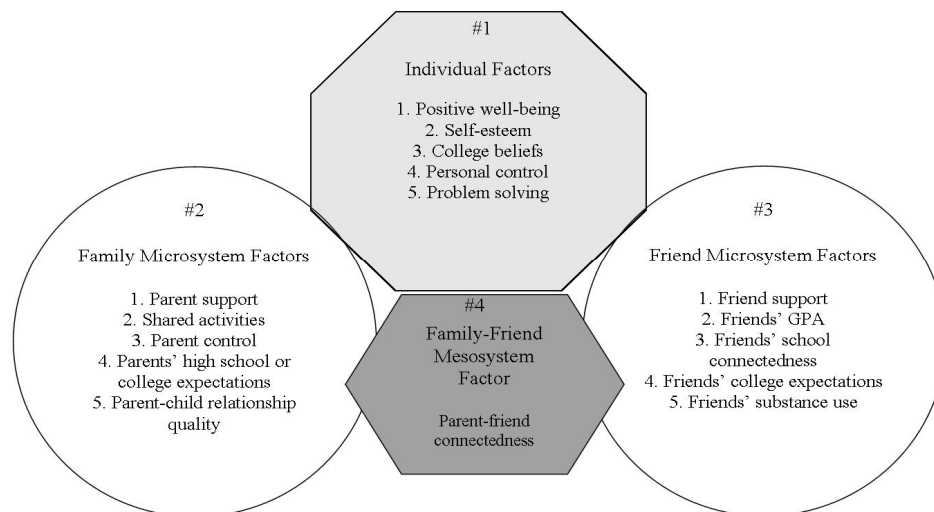 #1
Individual Factors
1. Positive well-being
2. Self-esteem
3. College beliefs
4. Personal control
5. Problem solving
#2
Family Microsystem Factors
1. Parent support
2. Shared activities
3. Parent control
4. Parents' high school or
college expectations
5. Parent-child relationship
quality
#3
Friend Microsystem Factors
1. Friend support
2. Friends' GPA
3. Friends' school
connectedness
4. Friends' college expectations
5. Friends' substance use
#4
Family-Friend
Mesosystem
Factor
Parent-friend
connectedness